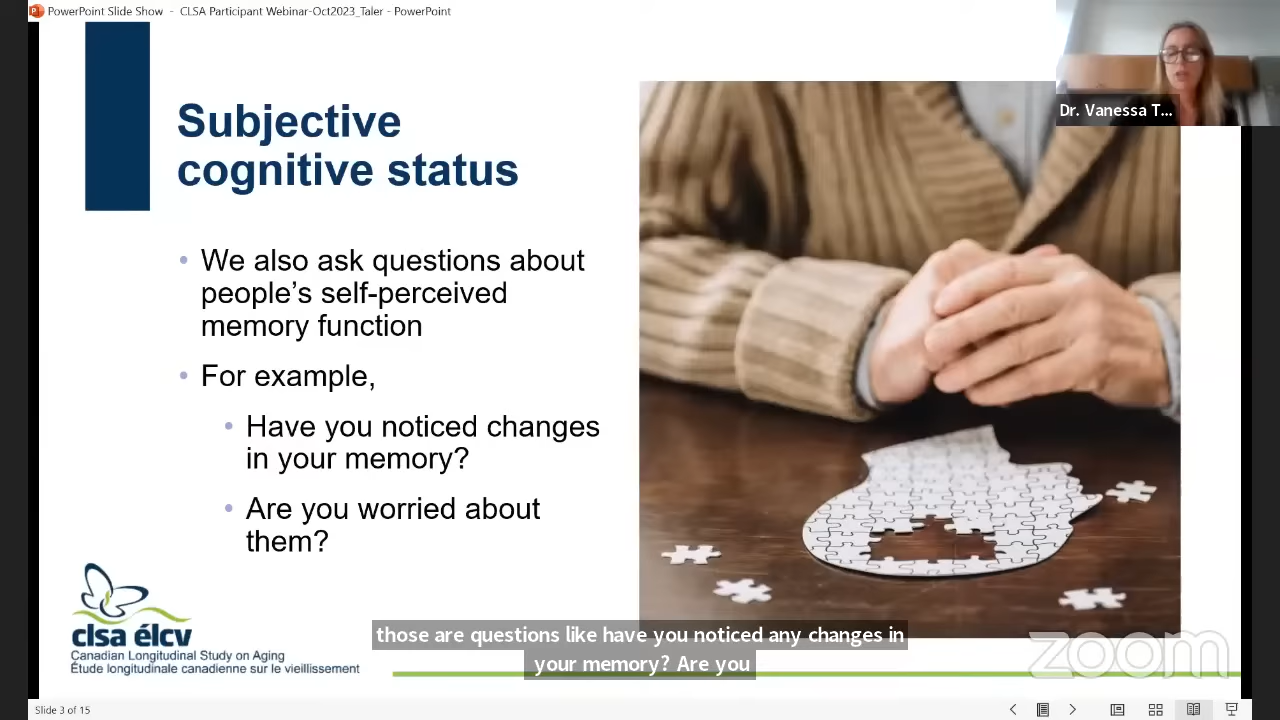 PowerPoint Slide Show - CLSA Participant Webinar-Oct2023_Taler - PowerPoint
Dr. Vanessa T...
Subjective
cognitive status
• We also ask questions about
people's self-perceived
memory function
• For example,
• Have you noticed changes
in your memory?
• Are you worried about
them?
clsa élcv
Canadian Longitudinal Study on Aging
Étude longitudinale canadienne sur le vieillissement
those are questions like have you noticed any changes in
your memory? Are you
zoom
Slide 3 of 15